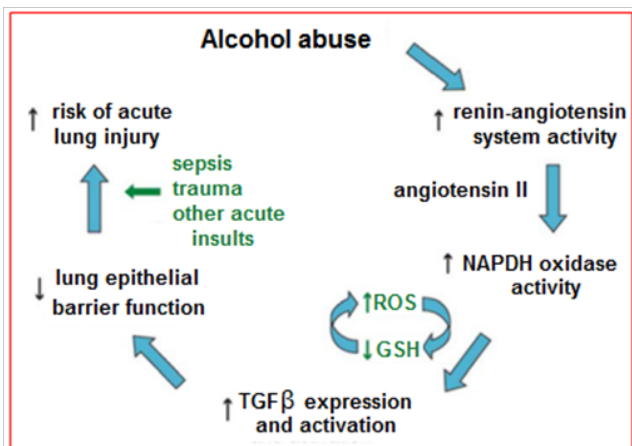 Alcohol abuse
↑ renin-angiotensin
system activity
angiotensin II
↑ NAPDH oxidase
activity
↑ROS
↓GSH
↑ TGFβ expression
and activation
↓ lung epithelial
barrier function
sepsis
trauma
other acute
insults
↑ risk of acute
lung injury